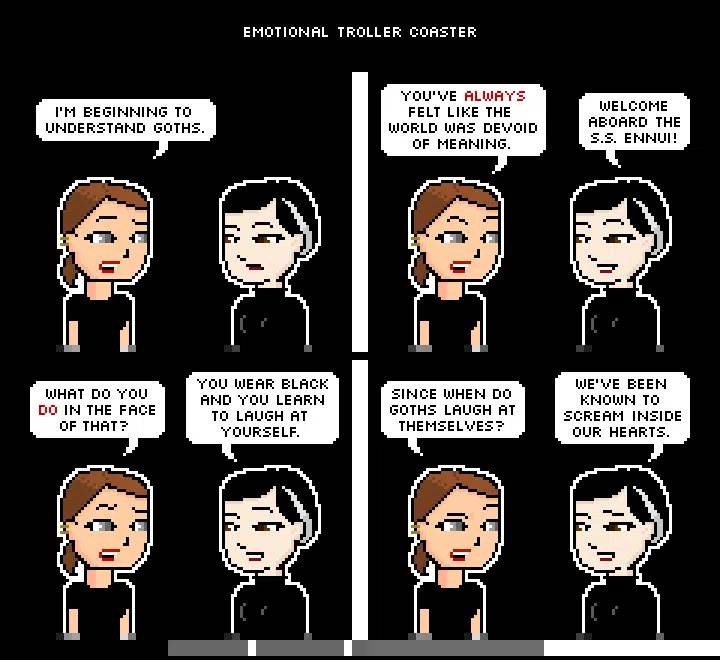 EMOTIONAL TROLLER COASTER
I'M BEGINNING TO
UNDERSTAND GOTHS.
YOU'VE ALWAYS
FELT LIKE THE
WORLD WAS DEVOID
OF MEANING.
WELCOME
ABOARD THE
S.S. ENNUI!
WHAT DO YOU
DO IN THE FACE
OF THAT?
YOU WEAR BLACK
AND YOU LEARN
TO LAUGH AT
YOURSELF.
SINCE WHEN DO
GOTHS LAUGH AT
THEMSELVES?
WE'VE BEEN
KNOWN TO
SCREAM INSIDE
OUR HEARTS.